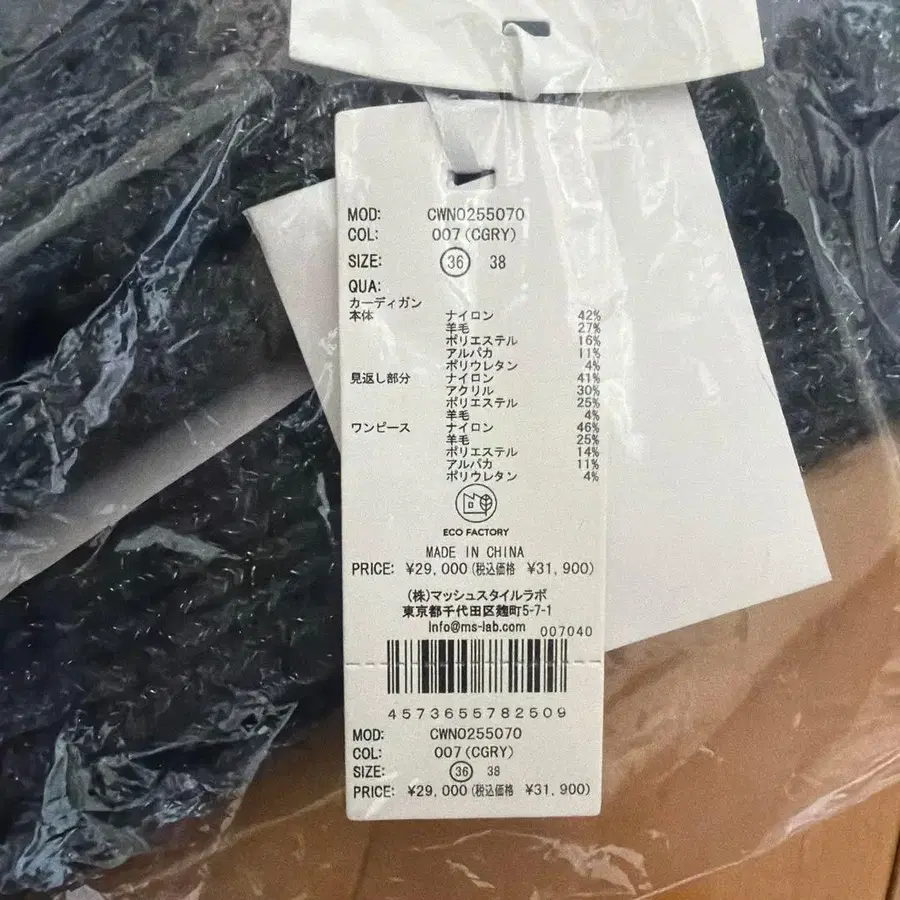 MOD: CWNO255070
COL: 007(CGRY)
SIZE: 36 38
QUA:
カーディガン
本体 ナイロン 42%
羊毛 27%
ポリエステル 16%
アルパカ 11%
ポリウレタン 4%
見返し部分 ナイロン 41%
アクリル 30%
ポリエステル 25%
羊毛 4%
ワンピース ナイロン 46%
羊毛 25%
ポリエステル 14%
アルパカ 11%
ポリウレタン 4%
ECO FACTORY
MADE IN CHINA
PRICE: ¥29,000(税込価格 ¥31,900)
(株)マッシュスタイルラボ
東京都千代田区麹町5-7-1
Info@ms-lab.com 007040
4573655782509
MOD: CWNO255070
COL: 007(CGRY)
SIZE: 36 38
PRICE: ¥29,000(税込価格 ¥31,900)